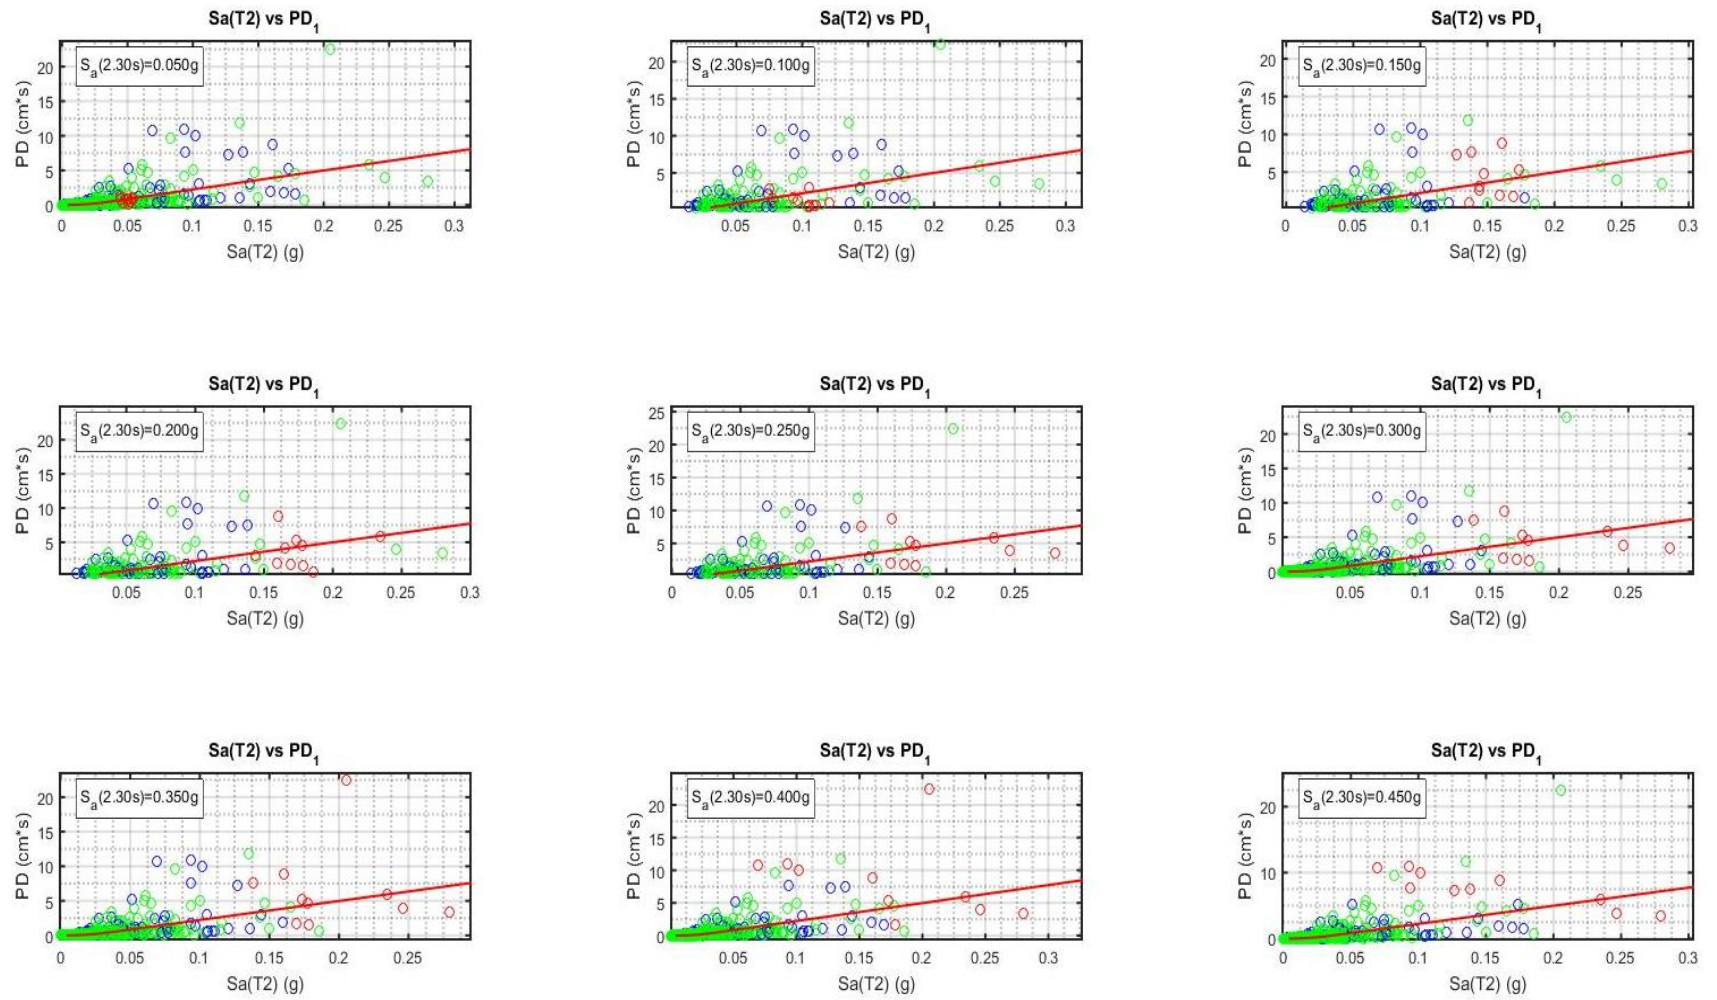 Sa(T2) vs PD1
Sa(2.30s)=0.050g
PD (cm*s)
20
15
10
5
0
0 0.05 0.1 0.15 0.2 0.25 0.3
Sa(T2) (g)
Sa(T2) vs PD1
Sa(2.30s)=0.100g
PD (cm*s)
20
15
10
5
0.05 0.1 0.15 0.2 0.25 0.3
Sa(T2) (g)
Sa(T2) vs PD1
Sa(2.30s)=0.150g
PD (cm*s)
20
15
10
5
0 0.05 0.1 0.15 0.2 0.25 0.3
Sa(T2) (g)
Sa(T2) vs PD1
Sa(2.30s)=0.200g
PD (cm*s)
20
15
10
5
0.05 0.1 0.15 0.2 0.25 0.3
Sa(T2) (g)
Sa(T2) vs PD1
Sa(2.30s)=0.250g
PD (cm*s)
25
20
15
10
5
0 0.05 0.1 0.15 0.2 0.25
Sa(T2) (g)
Sa(T2) vs PD1
Sa(2.30s)=0.300g
PD (cm*s)
20
15
10
5
0
0.05 0.1 0.15 0.2 0.25
Sa(T2) (g)
Sa(T2) vs PD1
Sa(2.30s)=0.350g
PD (cm*s)
20
15
10
5
0
0 0.05 0.1 0.15 0.2 0.25
Sa(T2) (g)
Sa(T2) vs PD1
Sa(2.30s)=0.400g
PD (cm*s)
20
15
10
5
0
0.05 0.1 0.15 0.2 0.25 0.3
Sa(T2) (g)
Sa(T2) vs PD1
Sa(2.30s)=0.450g
PD (cm*s)
20
10
0
0 0.05 0.1 0.15 0.2 0.25 0.3
Sa(T2) (g)